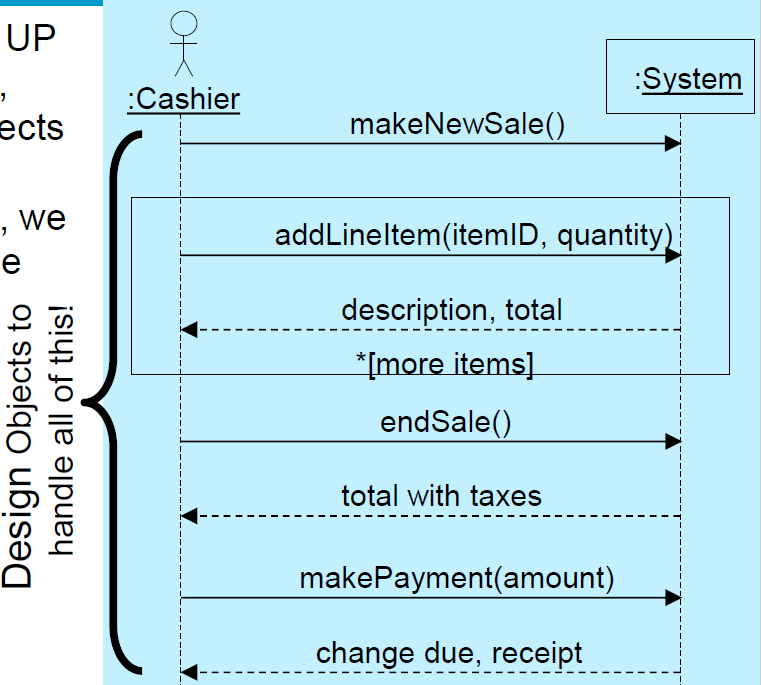 UP
,
ects
, we
e
Design Objects to
handle all of this!
:Cashier
:System
makeNewSale()
addLineItem(itemID, quantity)
description, total
*[more items]
endSale()
total with taxes
makePayment(amount)
change due, receipt